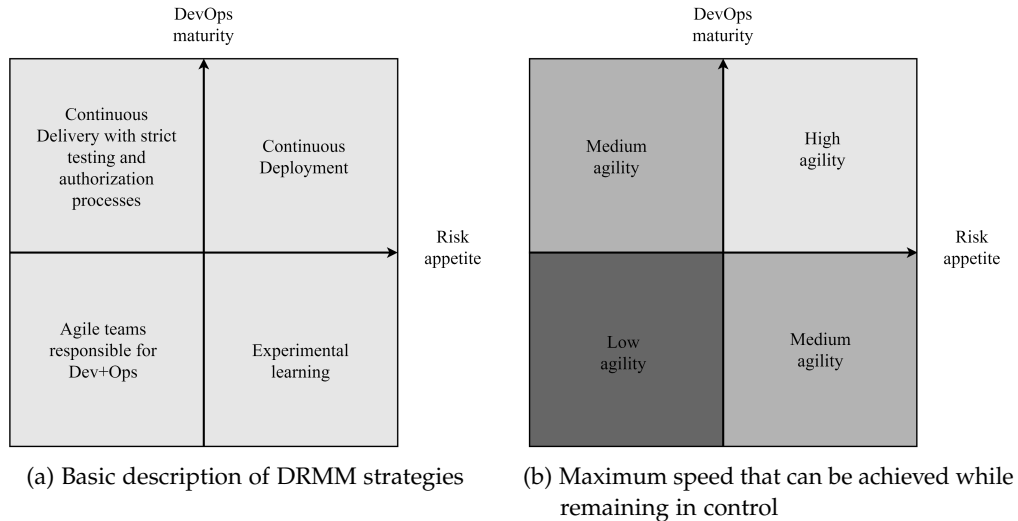 DevOps
maturity
Continuous
Delivery with strict
testing and
authorization
processes
Continuous
Deployment
Risk
appetite
Agile teams
responsible for
Dev+Ops
Experimental
learning
(a) Basic description of DRMM strategies
DevOps
maturity
Medium
agility
High
agility
Risk
appetite
Low
agility
Medium
agility
(b) Maximum speed that can be achieved while
remaining in control